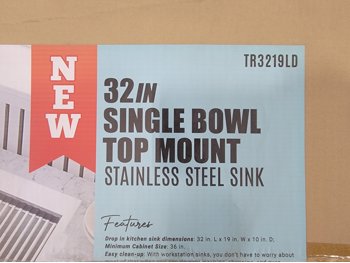 TR3219LD
NEW
32IN
SINGLE BOWL
TOP MOUNT
STAINLESS STEEL SINK
Features
Drop in kitchen sink dimensions: 32 in. L x 19 in. W x 10 in. D;
Minimum Cabinet Size: 36 in.
Easy clean-up: With workstation sinks, you don't have to worry about